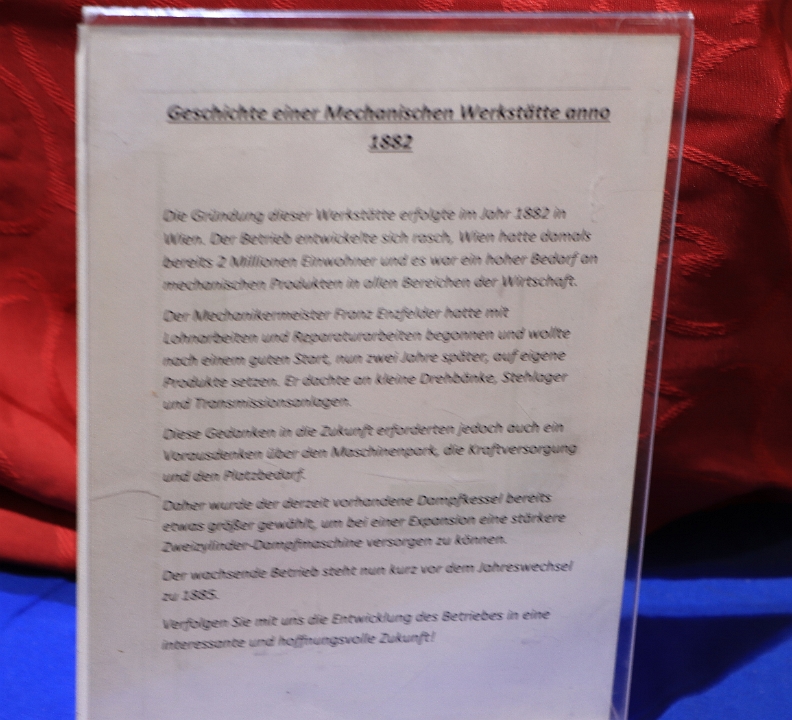 Geschichte einer Mechanischen Werkstätte anno
1882
Die Gründung dieser Werkstätte erfolgte im Jahr 1882 in
Wien. Der Betrieb entwickelte sich rasch, Wien hatte damals
bereits 2 Millionen Einwohner und es war ein hoher Bedarf an
mechanischen Produkten in allen Bereichen der Wirtschaft.
Der Mechanikermeister Franz Enzfelder hatte mit
Lohnarbeiten und Reparaturarbeiten begonnen und wollte
nach einem guten Start, nun zwei Jahre später, auf eigene
Produkte setzen. Er dachte an kleine Drehbänke, Stehlager
und Transmissionsanlagen.
Diese Gedanken in die Zukunft erforderten jedoch auch ein
Vorausdenken über den Maschinenpark, die Kraftversorgung
und den Platzbedarf.
Daher wurde der derzeit vorhandene Dampfkessel bereits
etwas größer gewählt, um bei einer Expansion eine stärkere
Zweizylinder-Dampfmaschine versorgen zu können.
Der wachsende Betrieb steht nun kurz vor dem Jahreswechsel
zu 1885.
Verfolgen Sie mit uns die Entwicklung des Betriebes in eine
interessante und hoffnungsvolle Zukunft!